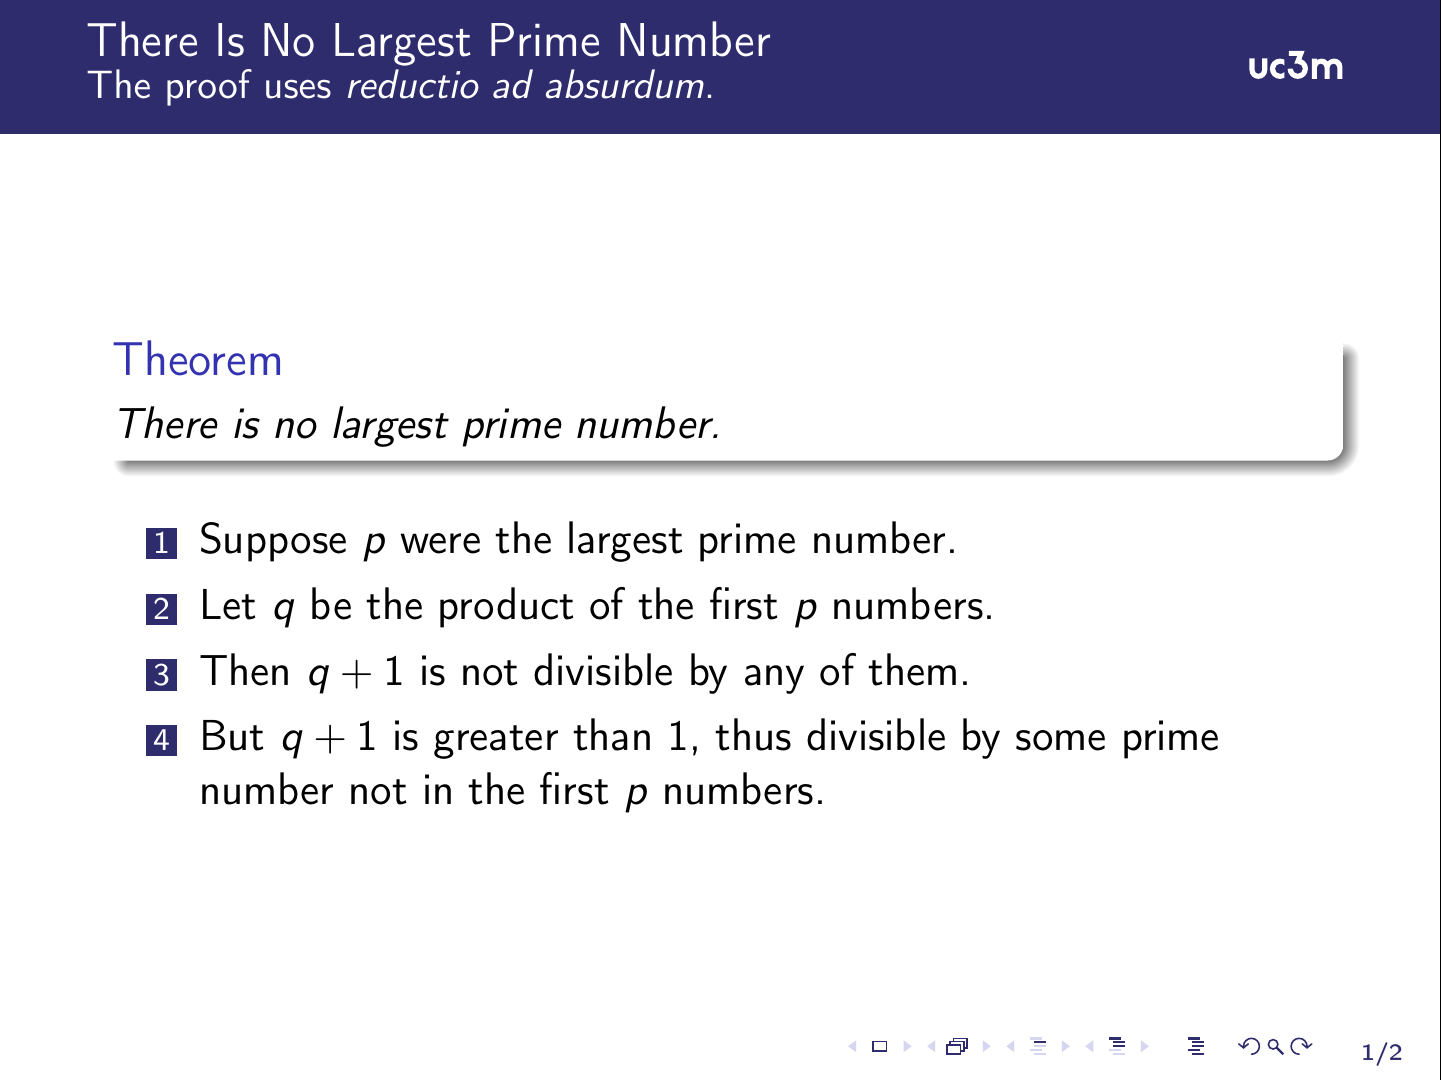 There Is No Largest Prime Number
The proof uses reductio ad absurdum.
uc3m
Theorem
There is no largest prime number.
1 Suppose p were the largest prime number.
2 Let q be the product of the first p numbers.
3 Then q + 1 is not divisible by any of them.
4 But q + 1 is greater than 1, thus divisible by some prime
number not in the first p numbers.
1/2